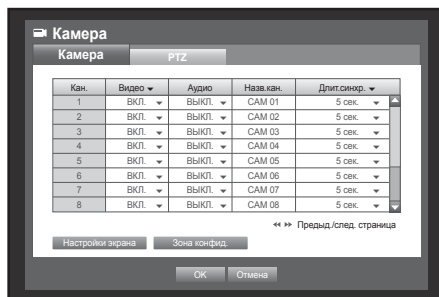 Камера
Камера PTZ
Кан. Видео Аудио Назв.кан. Длит.синхр.
1 ВКЛ. ВЫКЛ. CAM 01 5 сек.
2 ВКЛ. ВЫКЛ. CAM 02 5 сек.
3 ВКЛ. ВЫКЛ. CAM 03 5 сек.
4 ВКЛ. ВЫКЛ. CAM 04 5 сек.
5 ВКЛ. ВЫКЛ. CAM 05 5 сек.
6 ВКЛ. ВЫКЛ. CAM 06 5 сек.
7 ВКЛ. ВЫКЛ. CAM 07 5 сек.
8 ВКЛ. ВЫКЛ. CAM 08 5 сек.
Предыд./след. страница
Настройки экрана Зона конфид.
OK Отмена